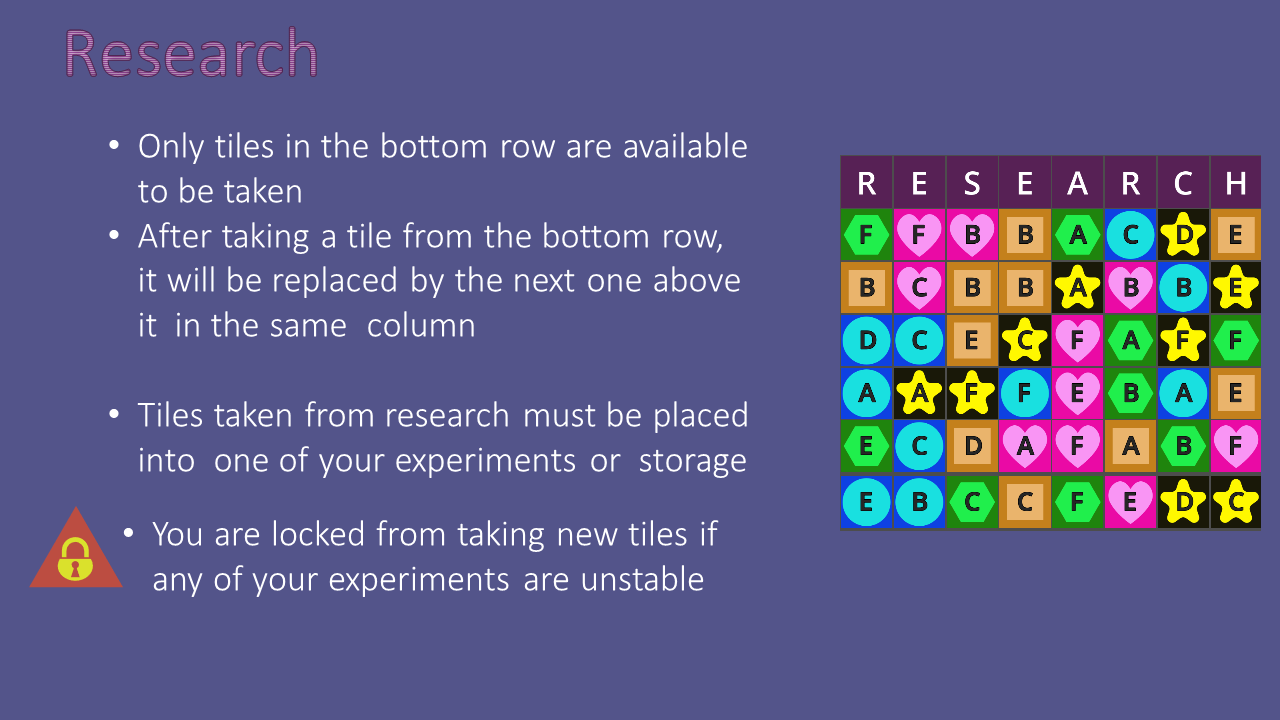 Research
• Only tiles in the bottom row are available
to be taken
• After taking a tile from the bottom row,
it will be replaced by the next one above
it in the same column
• Tiles taken from research must be placed
into one of your experiments or storage
• You are locked from taking new tiles if
any of your experiments are unstable
R E S E A R C H
F F B B A C D E
B C B B A B B E
D C E C F A F F
A A F F E B A E
E C D A F A B F
E B C C F E D C